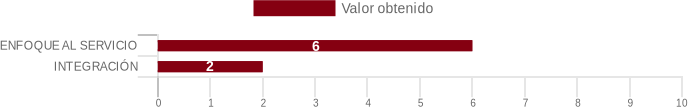 Valor obtenido
ENFOQUE AL SERVICIO
6
INTEGRACIÓN
2
0 1 2 3 4 5 6 7 8 9 10